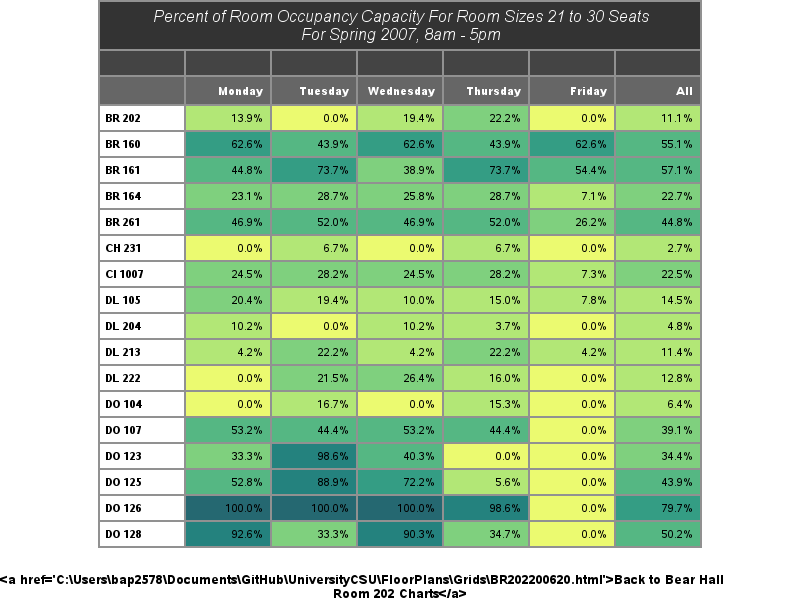 Percent of Room Occupancy Capacity For Room Sizes 21 to 30 Seats
For Spring 2007, 8am - 5pm
Monday Tuesday Wednesday Thursday Friday All
BR 202 13.9% 0.0% 19.4% 22.2% 0.0% 11.1%
BR 160 62.6% 43.9% 62.6% 43.9% 62.6% 55.1%
BR 161 44.8% 73.7% 38.9% 73.7% 54.4% 57.1%
BR 164 23.1% 28.7% 25.8% 28.7% 7.1% 22.7%
BR 261 46.9% 52.0% 46.9% 52.0% 26.2% 44.8%
CH 231 0.0% 6.7% 0.0% 6.7% 0.0% 2.7%
CI 1007 24.5% 28.2% 24.5% 28.2% 7.3% 22.5%
DL 105 20.4% 19.4% 10.0% 15.0% 7.8% 14.5%
DL 204 10.2% 0.0% 10.2% 3.7% 0.0% 4.8%
DL 213 4.2% 22.2% 4.2% 22.2% 4.2% 11.4%
DL 222 0.0% 21.5% 26.4% 16.0% 0.0% 12.8%
DO 104 0.0% 16.7% 0.0% 15.3% 0.0% 6.4%
DO 107 53.2% 44.4% 53.2% 44.4% 0.0% 39.1%
DO 123 33.3% 98.6% 40.3% 0.0% 0.0% 34.4%
DO 125 52.8% 88.9% 72.2% 5.6% 0.0% 43.9%
DO 126 100.0% 100.0% 100.0% 98.6% 0.0% 79.7%
DO 128 92.6% 33.3% 90.3% 34.7% 0.0% 50.2%
<a href='C:\Users\bap2578\Documents\GitHub\UniversityCSU\FloorPlans\Grids\BR202200620.html'>Back to Bear Hall
Room 202 Charts</a>